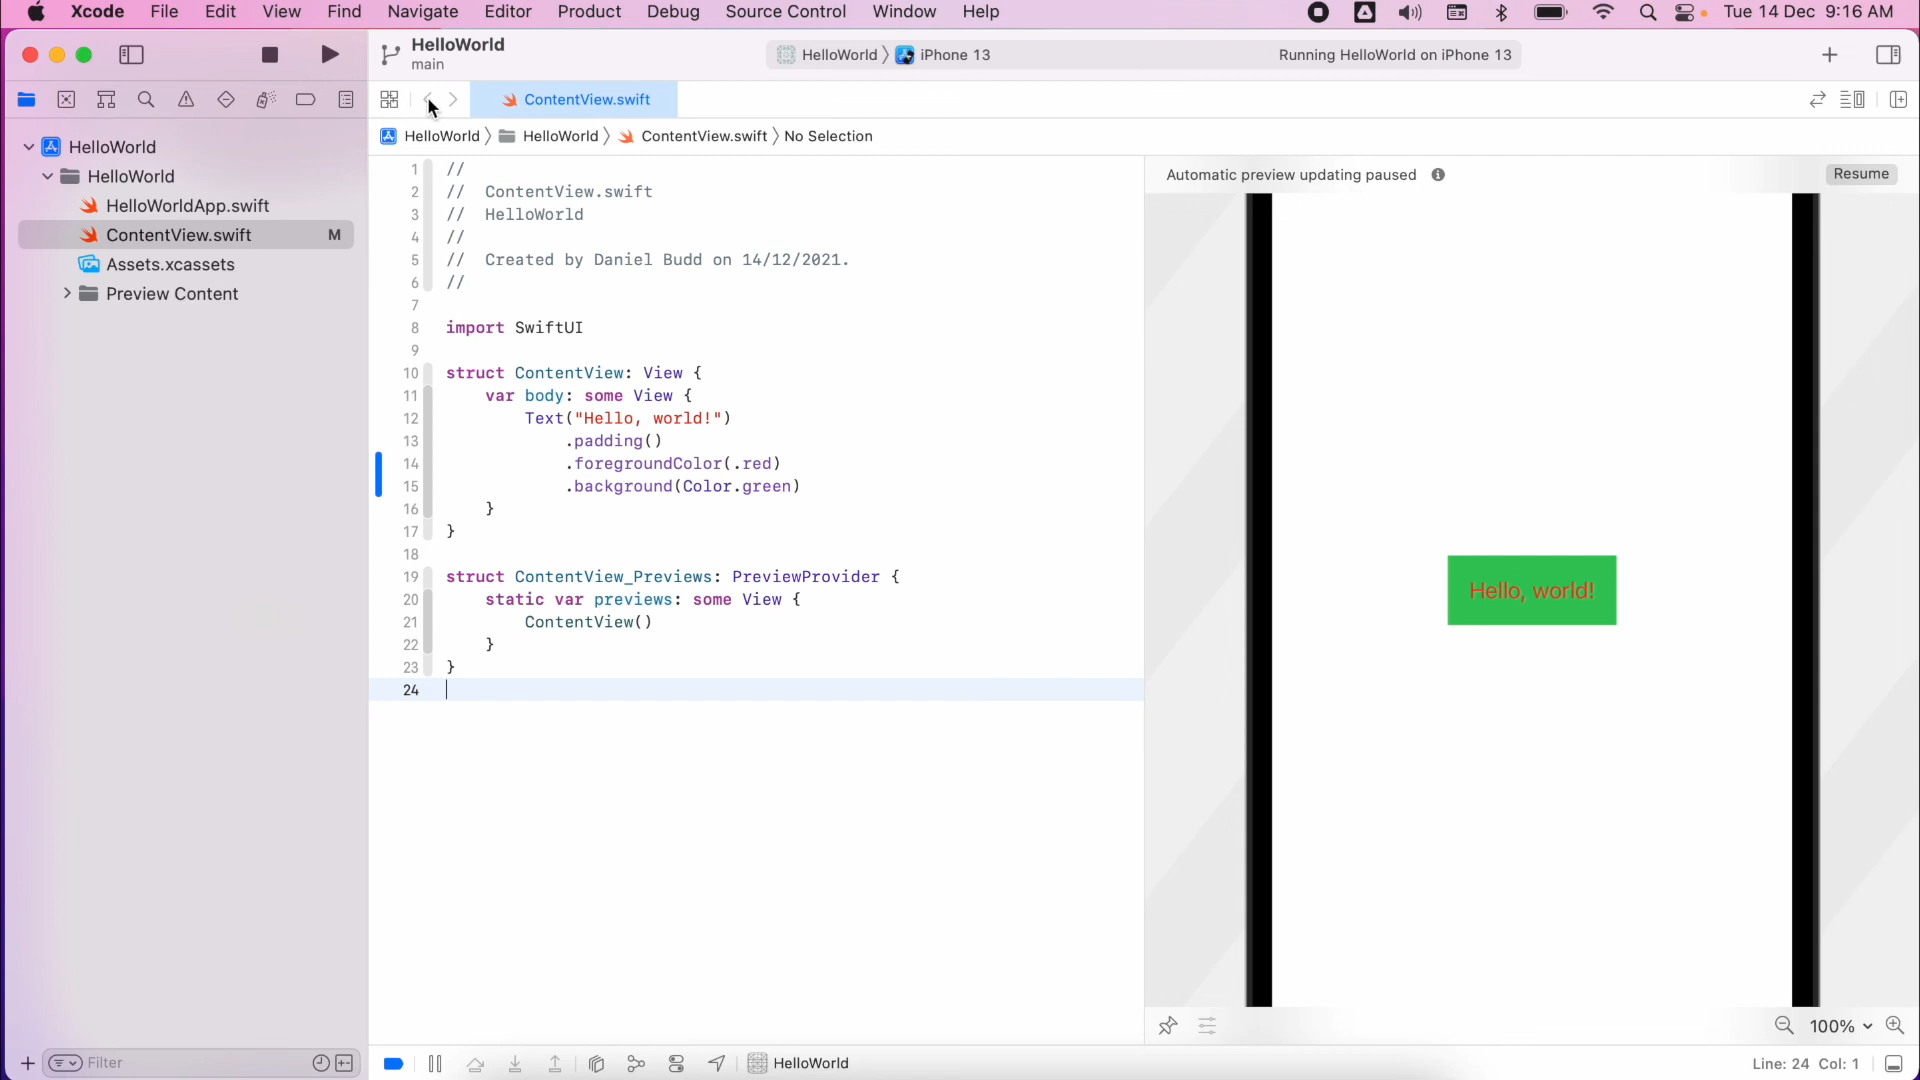 Xcode File Edit View Find Navigate Editor Product Debug Source Control Window Help Tue 14 Dec 9:16 AM
HelloWorld
main
HelloWorld iPhone 13 Running HelloWorld on iPhone 13
ContentView.swift
HelloWorld HelloWorld ContentView.swift No Selection
HelloWorld
HelloWorld
HelloWorldApp.swift
ContentView.swift M
Assets.xcassets
Preview Content
1 //
2 //  ContentView.swift
3 //  HelloWorld
4 //
5 //  Created by Daniel Budd on 14/12/2021.
6 //
7
8 import SwiftUI
9
10 struct ContentView: View {
11     var body: some View {
12         Text("Hello, world!")
13             .padding()
14             .foregroundColor(.red)
15             .background(Color.green)
16     }
17 }
18
19 struct ContentView_Previews: PreviewProvider {
20     static var previews: some View {
21         ContentView()
22     }
23 }
24
Automatic preview updating paused Resume
Hello, world!
100%
Filter
HelloWorld
Line: 24 Col: 1